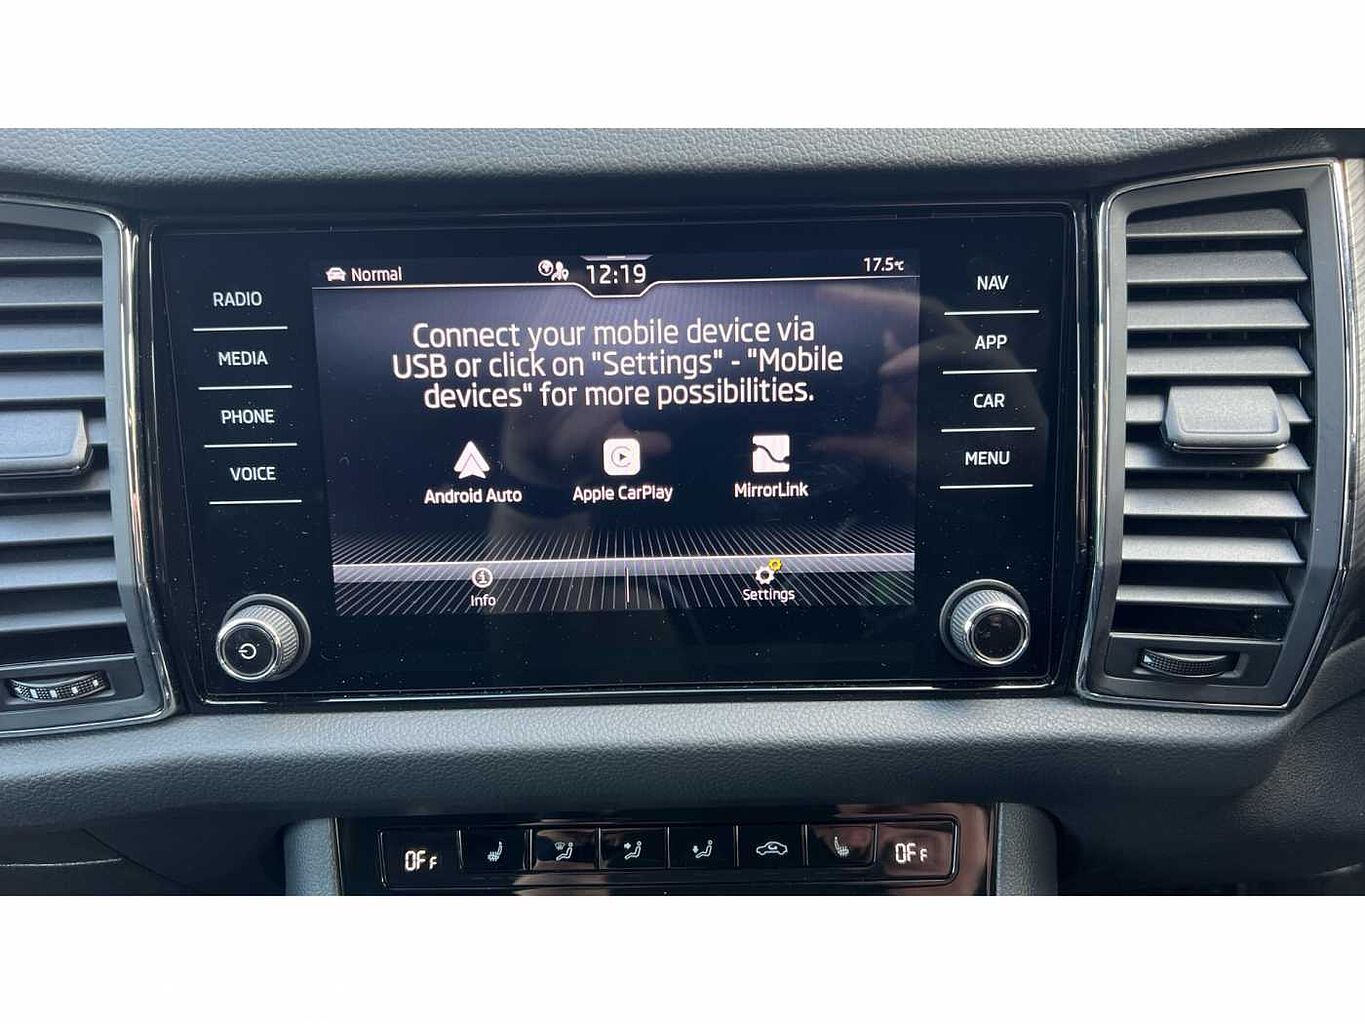 Normal
12:19
17.5°C
RADIO
MEDIA
PHONE
VOICE
Connect your mobile device via
USB or click on "Settings" - "Mobile
devices" for more possibilities.
Android Auto
Apple CarPlay
MirrorLink
Info
Settings
NAV
APP
CAR
MENU
OFF
OFF